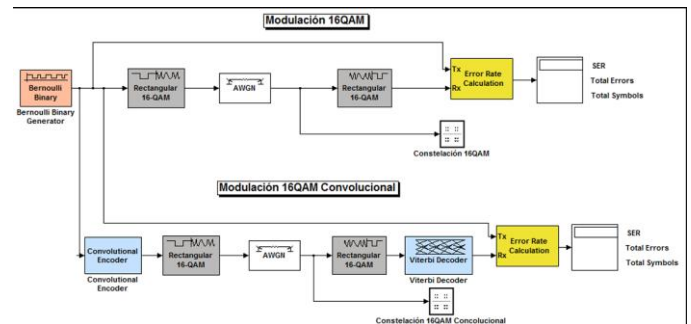 Modulación 16QAM
Bernoulli
Binary
Bernoulli Binary
Generator
Rectangular
16-QAM
AWGN
Rectangular
16-QAM
Tx
Rx
Error Rate
Calculation
SER
Total Errors
Total Symbols
Constelación 16QAM
Modulación 16QAM Convolucional
Convolutional
Encoder
Convolutional
Encoder
Rectangular
16-QAM
AWGN
Rectangular
16-QAM
Viterbi Decoder
Viterbi Decoder
Tx
Rx
Error Rate
Calculation
SER
Total Errors
Total Symbols
Constelación 16QAM Concolucional